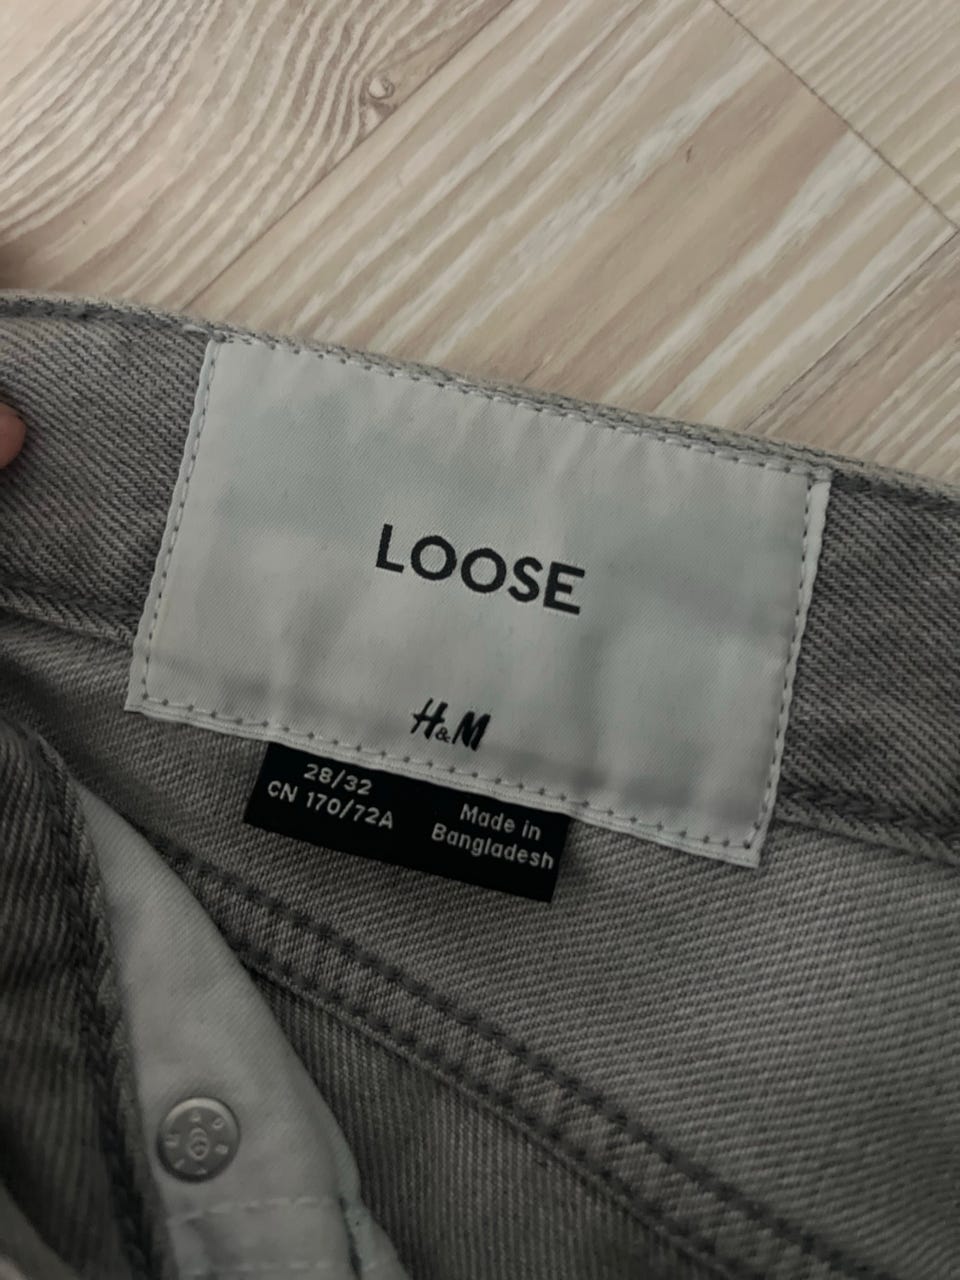 LOOSE
H&M
28/32
CN 170/72A
Made in
Bangladesh